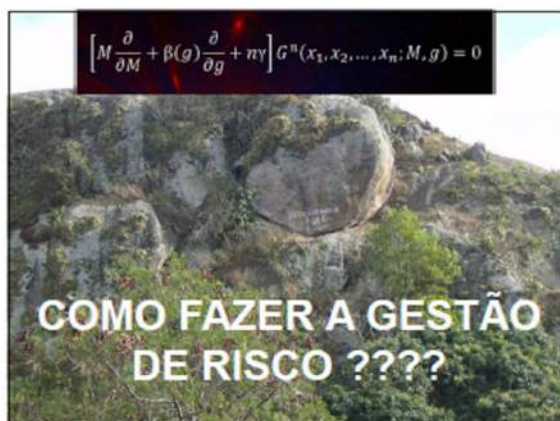 [M ∂/∂M + β(g) ∂/∂g + nγ] Gⁿ(x₁, x₂, ..., xₙ; M, g) = 0
COMO FAZER A GESTÃO
DE RISCO ????